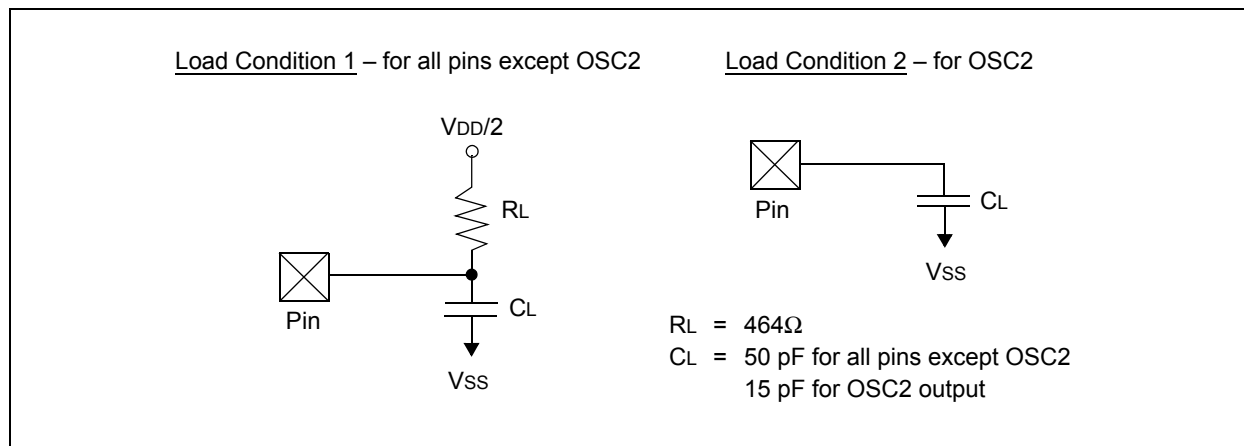 Load Condition 1 – for all pins except OSC2
VDD/2
RL
Pin
CL
VSS
Load Condition 2 – for OSC2
Pin
CL
VSS
RL = 464Ω
CL = 50 pF for all pins except OSC2
15 pF for OSC2 output